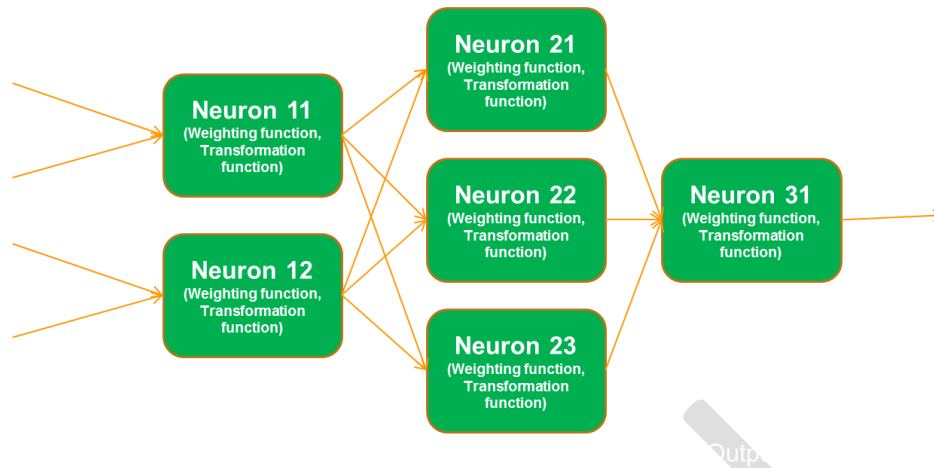 Neuron 11
(Weighting function,
Transformation
function)
Neuron 12
(Weighting function,
Transformation
function)
Neuron 21
(Weighting function,
Transformation
function)
Neuron 22
(Weighting function,
Transformation
function)
Neuron 23
(Weighting function,
Transformation
function)
Neuron 31
(Weighting function,
Transformation
function)